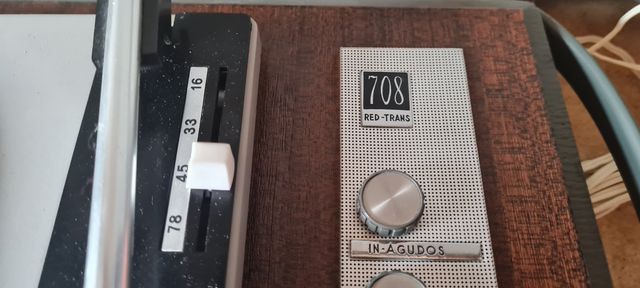 16
33
45
78
708
RED-TRANS
IN-AGUDOS